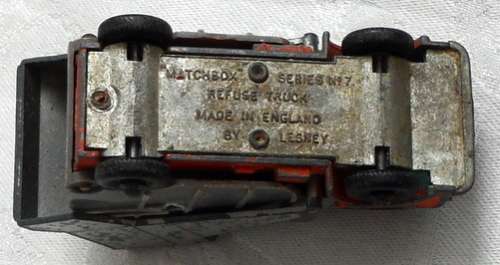 MATCHBOX SERIES No 7
REFUSE TRUCK
MADE IN ENGLAND
BY LESNEY